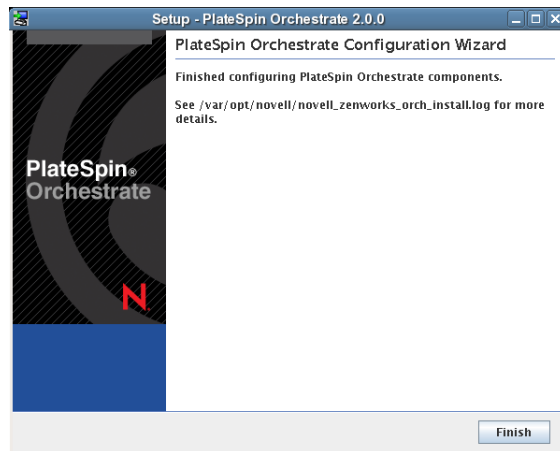 Setup - PlateSpin Orchestrate 2.0.0
PlateSpin Orchestrate Configuration Wizard
Finished configuring PlateSpin Orchestrate components.
See /var/opt/novell/novell_zenworks_orch_install.log for more
details.
PlateSpin®
Orchestrate
N.
Finish